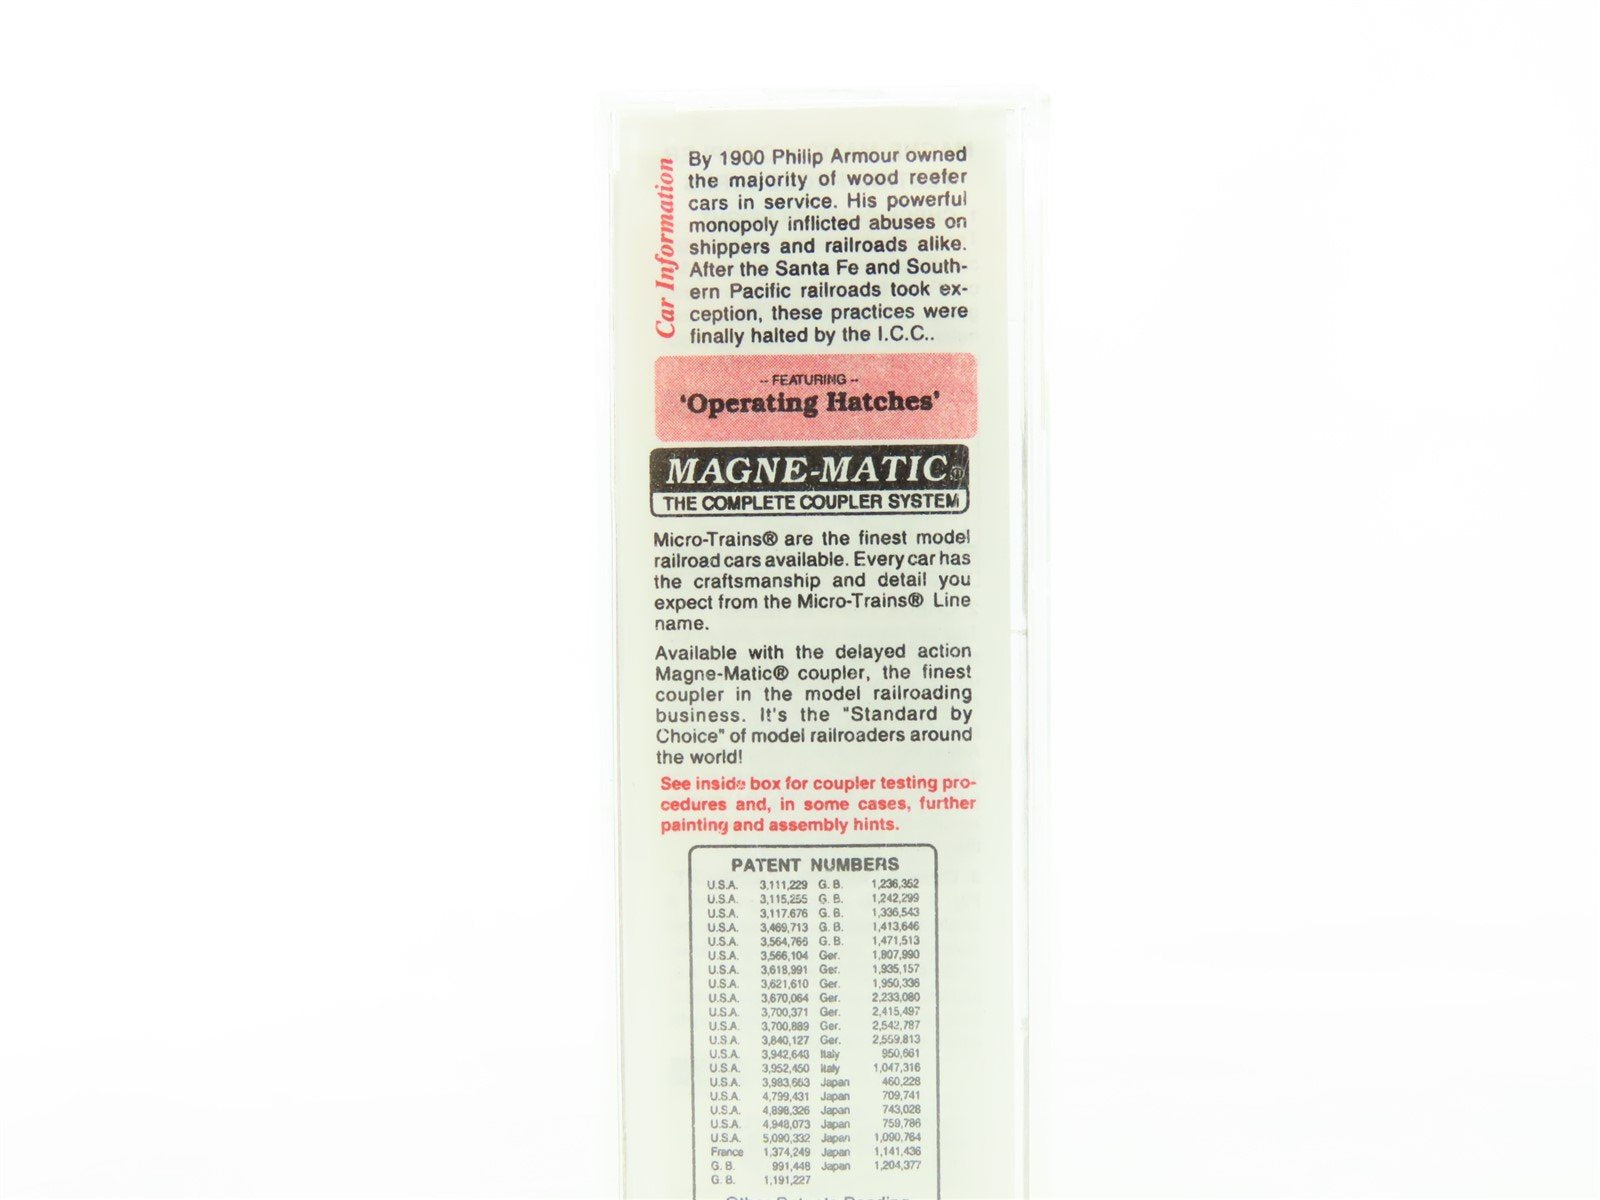 Car Information
By 1900 Philip Armour owned
the majority of wood reefer
cars in service. His powerful
monopoly inflicted abuses on
shippers and railroads alike.
After the Santa Fe and South-
ern Pacific railroads took ex-
ception, these practices were
finally halted by the I.C.C..
-- FEATURING --
'Operating Hatches'
MAGNE-MATIC®
THE COMPLETE COUPLER SYSTEM
Micro-Trains® are the finest model
railroad cars available. Every car has
the craftsmanship and detail you
expect from the Micro-Trains® Line
name.
Available with the delayed action
Magne-Matic® coupler, the finest
coupler in the model railroading
business. It's the "Standard by
Choice" of model railroaders around
the world!
See inside box for coupler testing pro-
cedures and, in some cases, further
painting and assembly hints.
PATENT NUMBERS
U.S.A. 3,111,229 G. B. 1,236,352
U.S.A. 3,115,255 G. B. 1,242,299
U.S.A. 3,117.676 G. B. 1,336,543
U.S.A. 3,469,713 G. B. 1,413,646
U.S.A. 3,564,766 G. B. 1,471,513
U.S.A. 3,566,104 Ger. 1,807,990
U.S.A. 3,618,991 Ger. 1,935,157
U.S.A. 3,621,610 Ger. 1,950,336
U.S.A. 3,670,064 Ger. 2,233,080
U.S.A. 3,700,371 Ger. 2,415,497
U.S.A. 3,700,889 Ger. 2,542,787
U.S.A. 3,840,127 Ger. 2,559,813
U.S.A. 3,942,648 Italy 950,661
U.S.A. 3,952,450 Italy 1,047,316
U.S.A. 3,983,663 Japan 460,228
U.S.A. 4,799,431 Japan 709,741
U.S.A. 4,898,326 Japan 743,028
U.S.A. 4,948,073 Japan 759,786
U.S.A. 5,090,332 Japan 1,090,764
France 1,374,249 Japan 1,141,436
G. B. 991,448 Japan 1,204,377
G. B. 1,191,227